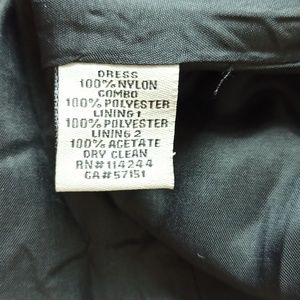 DRESS
100% NYLON
COMBO
100% POLYESTER
LINING 1
100% POLYESTER
LINING 2
100% ACETATE
DRY CLEAN
RN#114244
CA#57151